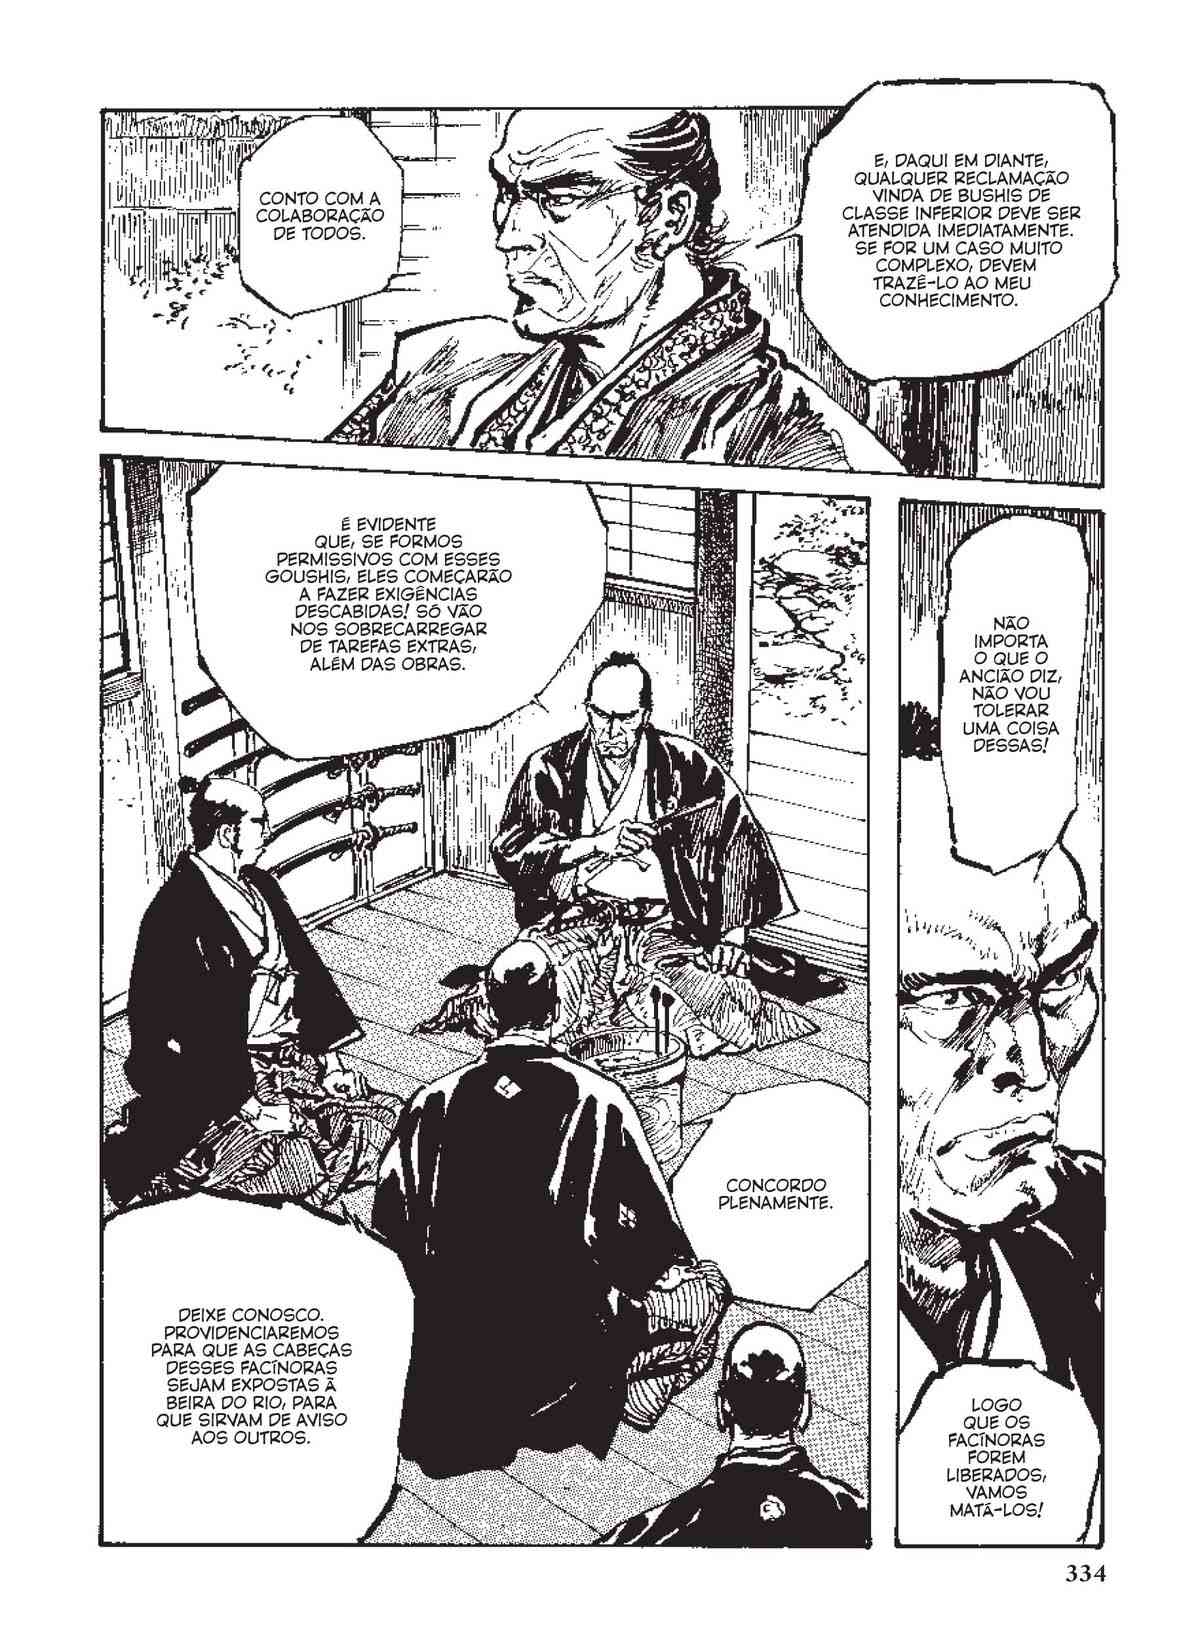 E, DAQUI EM DIANTE,
QUALQUER RECLAMAÇÃO
VINDA DE BUSHIS DE
CLASSE INFERIOR DEVE SER
ATENDIDA IMEDIATAMENTE.
SE FOR UM CASO MUITO
COMPLEXO, DEVEM
TRAZÊ-LO AO MEU
CONHECIMENTO.
CONTO COM A
COLABORAÇÃO
DE TODOS.
NÃO
IMPORTA
O QUE O
ANCIÃO DIZ,
NÃO VOU
TOLERAR
UMA COISA
DESSAS!
LOGO
QUE OS
FACÍNORAS
FOREM
LIBERADOS,
VAMOS
MATÁ-LOS!
É EVIDENTE
QUE, SE FORMOS
PERMISSIVOS COM ESSES
GOUSHIS, ELES COMEÇARÃO
A FAZER EXIGÊNCIAS
DESCABIDAS! SÓ VÃO
NOS SOBRECARREGAR
DE TAREFAS EXTRAS,
ALÉM DAS OBRAS.
CONCORDO
PLENAMENTE.
DEIXE CONOSCO.
PROVIDENCIAREMOS
PARA QUE AS CABEÇAS
DESSES FACÍNORAS
SEJAM EXPOSTAS À
BEIRA DO RIO, PARA
QUE SIRVAM DE AVISO
AOS OUTROS.
334